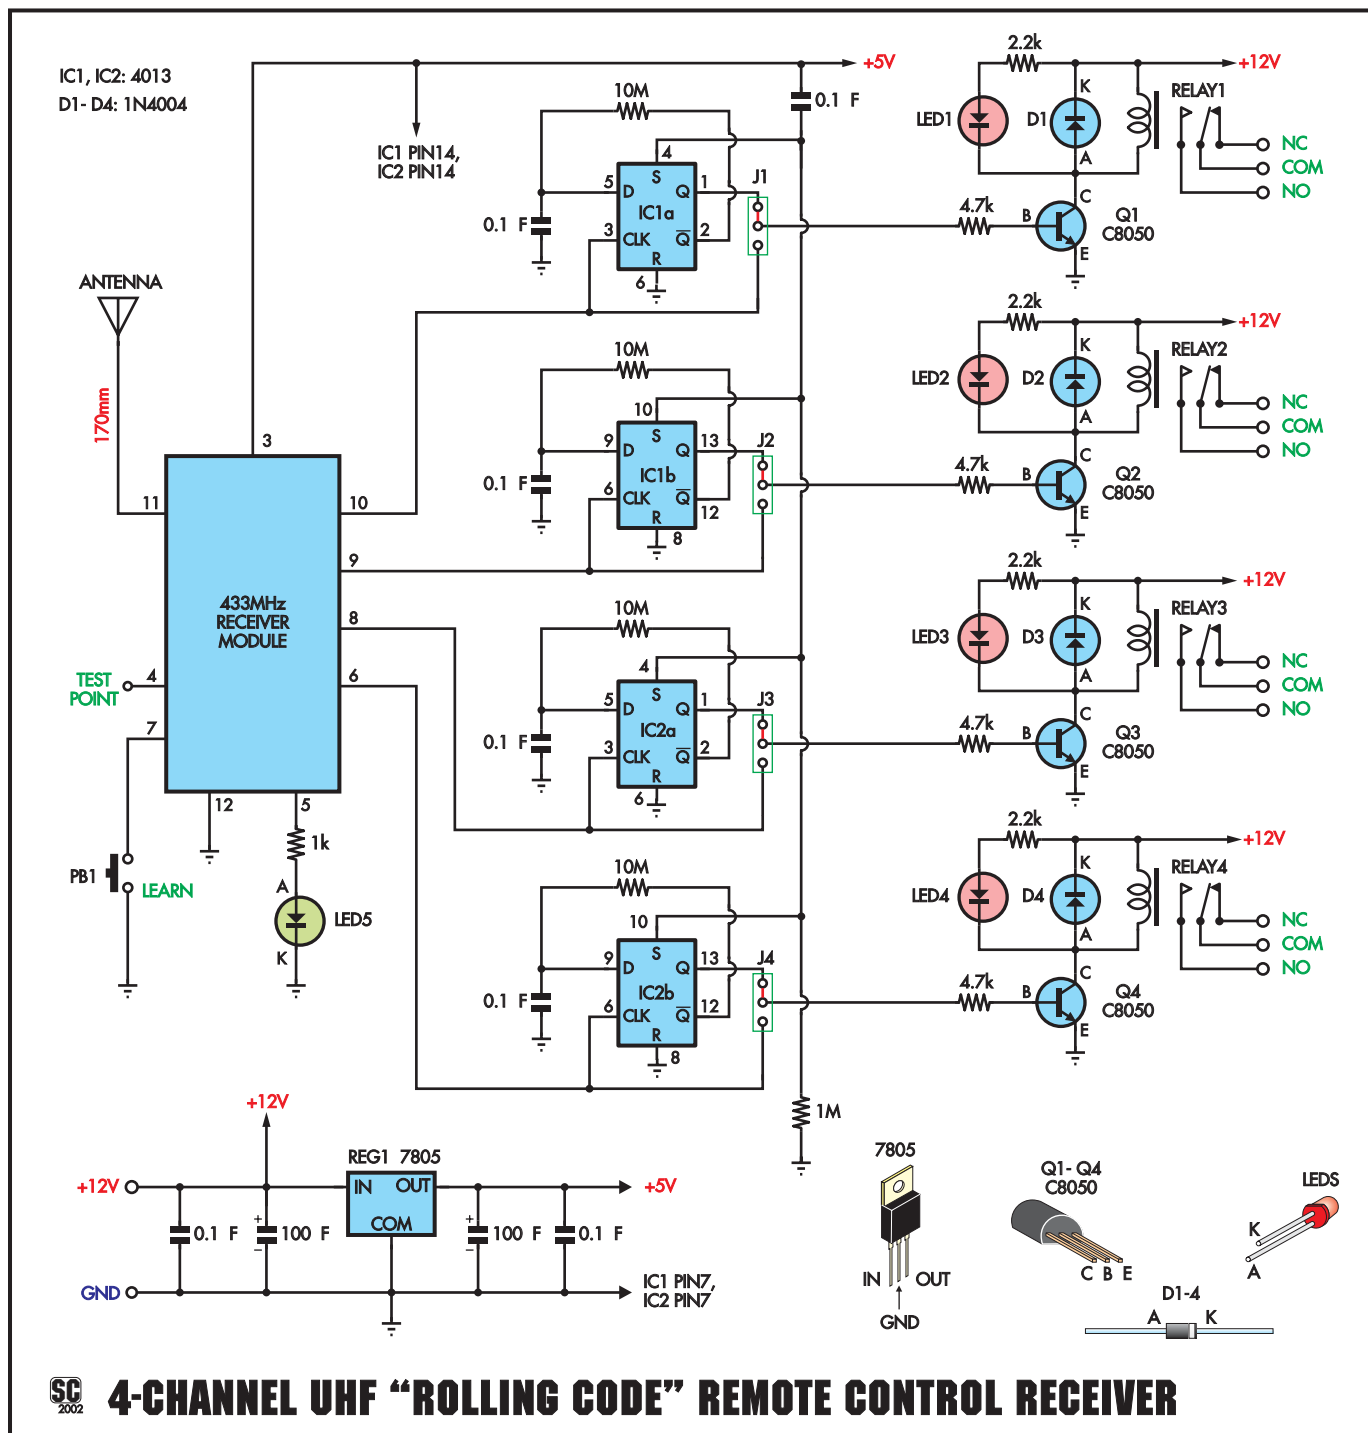 IC1, IC2: 4013
D1- D4: 1N4004
+5V
0.1 F
IC1 PIN14,
IC2 PIN14
10M
0.1 F
4
5
D
S
Q
1
IC1a
3
CLK
Q
2
R
6
J1
2.2k
+12V
LED1
D1
K
A
RELAY1
NC
COM
NO
4.7k
B
C
E
Q1
C8050
ANTENNA
170mm
10M
0.1 F
10
9
D
S
Q
13
IC1b
6
CLK
Q
12
R
8
J2
2.2k
+12V
LED2
D2
K
A
RELAY2
NC
COM
NO
4.7k
B
C
E
Q2
C8050
3
11
10
9
8
6
433MHz
RECEIVER
MODULE
TEST
POINT
4
7
12
5
1k
PB1
LEARN
A
LED5
K
10M
0.1 F
4
5
D
S
Q
1
IC2a
3
CLK
Q
2
R
6
J3
2.2k
+12V
LED3
D3
K
A
RELAY3
NC
COM
NO
4.7k
B
C
E
Q3
C8050
10M
0.1 F
10
9
D
S
Q
13
IC2b
6
CLK
Q
12
R
8
J4
2.2k
+12V
LED4
D4
K
A
RELAY4
NC
COM
NO
4.7k
B
C
E
Q4
C8050
1M
+12V
REG1 7805
+12V
IN OUT
COM
+5V
0.1 F
+
100 F
–
+
100 F
–
0.1 F
GND
IC1 PIN7,
IC2 PIN7
7805
IN
OUT
GND
Q1- Q4
C8050
C B E
LEDS
K
A
D1-4
A
K
SC
2002
4-CHANNEL UHF “ROLLING CODE” REMOTE CONTROL RECEIVER